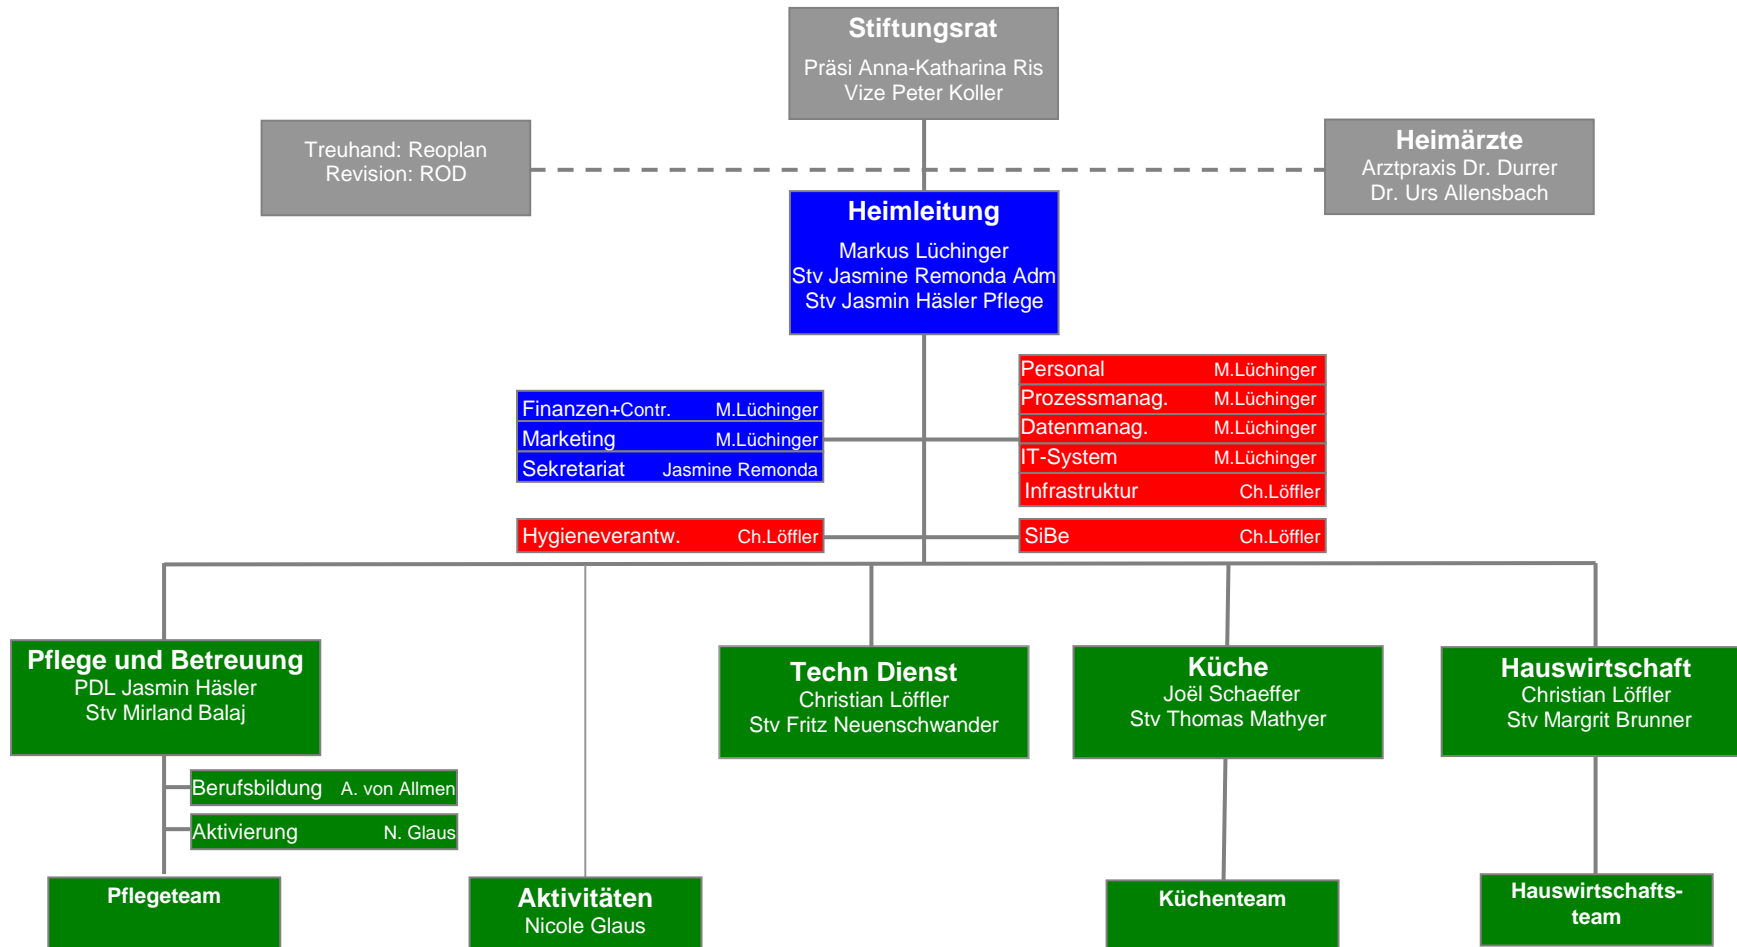 Stiftungsrat
Präsi Anna-Katharina Ris
Vize Peter Koller
Treuhand: Reoplan
Revision: ROD
Heimärzte
Arztpraxis Dr. Durrer
Dr. Urs Allensbach
Heimleitung
Markus Lüchinger
Stv Jasmine Remonda Adm
Stv Jasmin Häsler Pflege
Finanzen+Contr. M.Lüchinger
Marketing M.Lüchinger
Sekretariat Jasmine Remonda
Personal M.Lüchinger
Prozessmanag. M.Lüchinger
Datenmanag. M.Lüchinger
IT-System M.Lüchinger
Infrastruktur Ch.Löffler
Hygieneverantw. Ch.Löffler
SiBe Ch.Löffler
Pflege und Betreuung
PDL Jasmin Häsler
Stv Mirland Balaj
Techn Dienst
Christian Löffler
Stv Fritz Neuenschwander
Küche
Joël Schaeffer
Stv Thomas Mathyer
Hauswirtschaft
Christian Löffler
Stv Margrit Brunner
Berufsbildung A. von Allmen
Aktivierung N. Glaus
Pflegeteam
Aktivitäten
Nicole Glaus
Küchenteam
Hauswirtschafts-
team